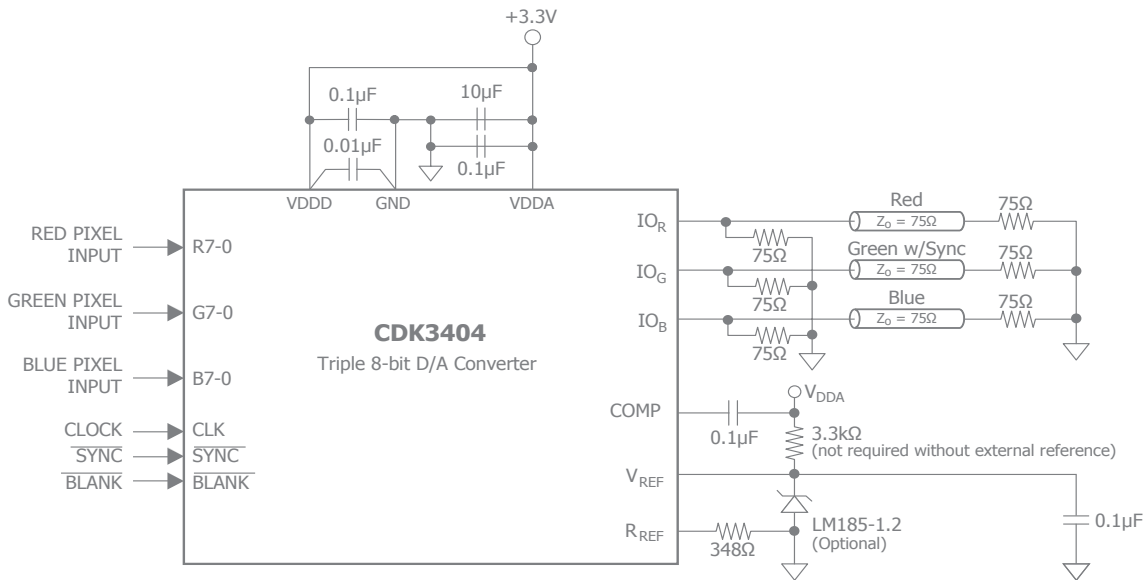 +3.3V
0.1µF
10µF
0.01µF
0.1µF
VDDD
GND
VDDA
RED PIXEL
INPUT
R7-0
GREEN PIXEL
INPUT
G7-0
BLUE PIXEL
INPUT
B7-0
CLOCK
CLK
SYNC
SYNC
BLANK
BLANK
CDK3404
Triple 8-bit D/A Converter
IOR
Red
ZO = 75Ω
75Ω
75Ω
IOG
Green w/Sync
ZO = 75Ω
75Ω
75Ω
IOB
Blue
ZO = 75Ω
75Ω
75Ω
COMP
0.1µF
VDDA
3.3kΩ
(not required without external reference)
VREF
LM185-1.2
(Optional)
0.1µF
RREF
348Ω